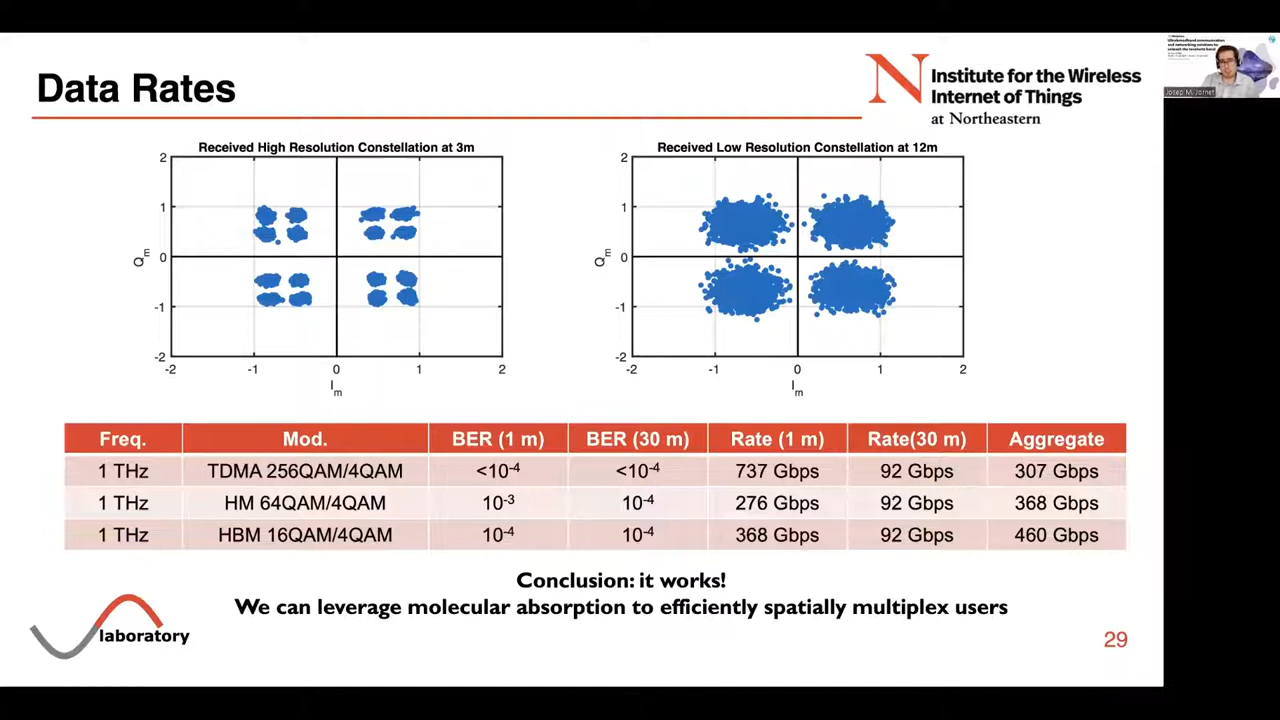 Data Rates
N Institute for the Wireless
Internet of Things
at Northeastern
Josep M. Jornet
Received High Resolution Constellation at 3m
2
1
0
-1
-2
Qm
-2 -1 0 1 2
Im
Received Low Resolution Constellation at 12m
2
1
0
-1
-2
Qm
-2 -1 0 1 2
Im
Freq. Mod. BER (1 m) BER (30 m) Rate (1 m) Rate(30 m) Aggregate
1 THz TDMA 256QAM/4QAM <10-4 <10-4 737 Gbps 92 Gbps 307 Gbps
1 THz HM 64QAM/4QAM 10-3 10-4 276 Gbps 92 Gbps 368 Gbps
1 THz HBM 16QAM/4QAM 10-4 10-4 368 Gbps 92 Gbps 460 Gbps
Conclusion: it works!
We can leverage molecular absorption to efficiently spatially multiplex users
laboratory
29